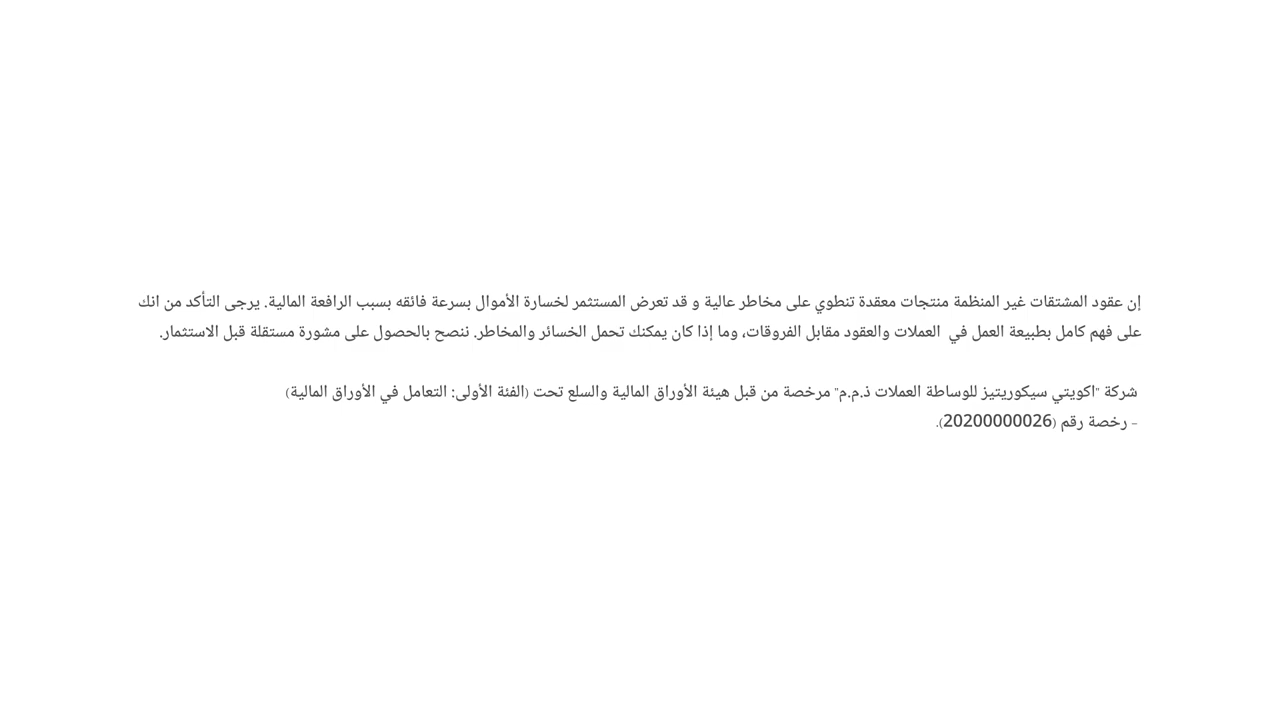 إن عقود المشتقات غير المنظمة منتجات معقدة تنطوي على مخاطر عالية و قد تعرض المستثمر لخسارة الأموال بسرعة فائقه بسبب الرافعة المالية. يرجى التأكد من انك
على فهم كامل بطبيعة العمل في العملات والعقود مقابل الفروقات، وما إذا كان يمكنك تحمل الخسائر والمخاطر. ننصح بالحصول على مشورة مستقلة قبل الاستثمار.
شركة "اكويتي سيكوريتيز للوساطة العملات ذ.م.م" مرخصة من قبل هيئة الأوراق المالية والسلع تحت (الفئة الأولى: التعامل في الأوراق المالية)
- رخصة رقم (20200000026).